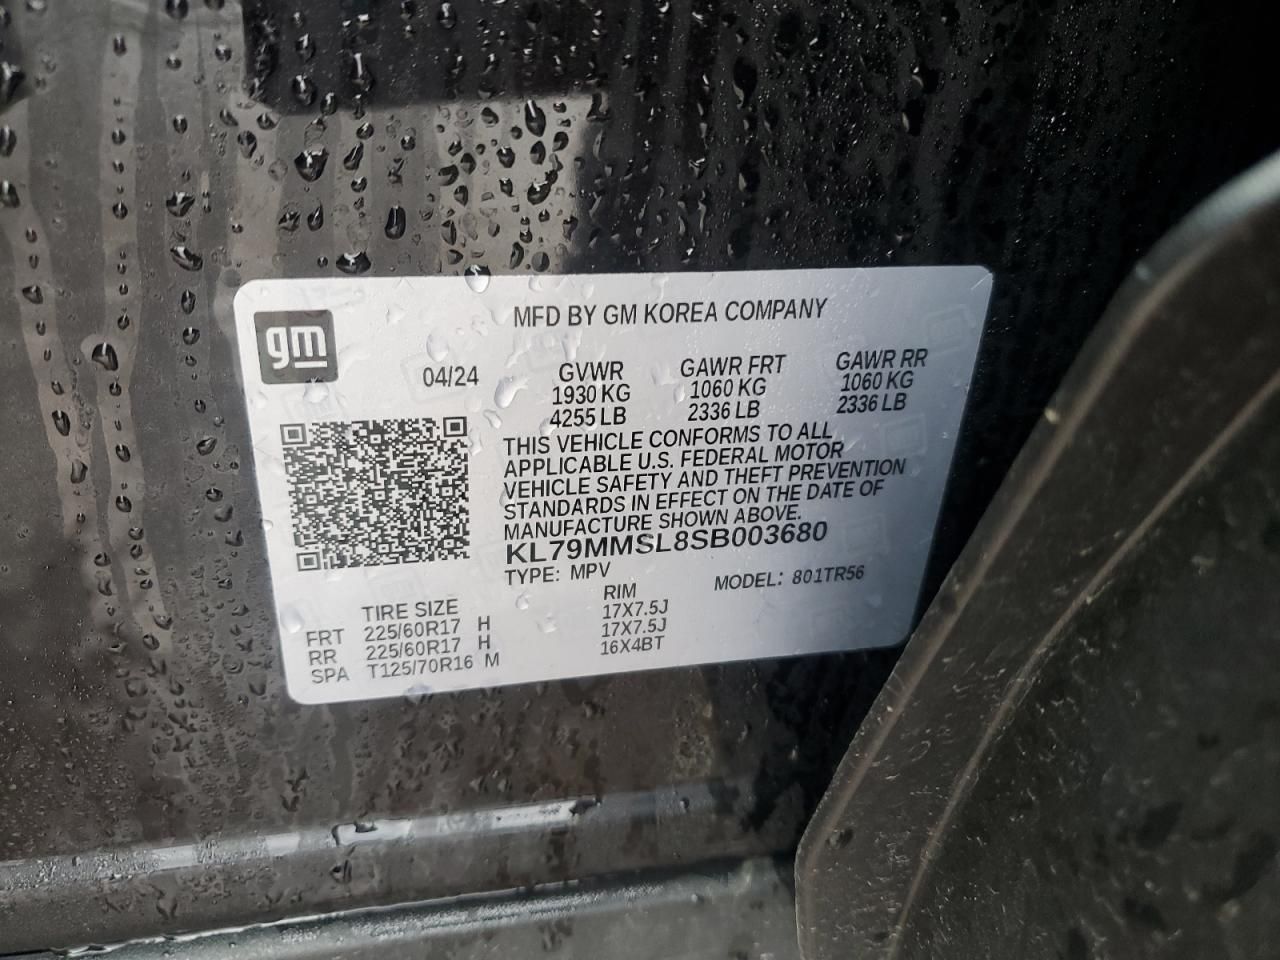 gm
MFD BY GM KOREA COMPANY
04/24
GVWR GAWR FRT GAWR RR
1930 KG 1060 KG 1060 KG
4255 LB 2336 LB 2336 LB
THIS VEHICLE CONFORMS TO ALL
APPLICABLE U.S. FEDERAL MOTOR
VEHICLE SAFETY AND THEFT PREVENTION
STANDARDS IN EFFECT ON THE DATE OF
MANUFACTURE SHOWN ABOVE.
KL79MMSL8SB003680
TYPE: MPV MODEL: 801TR56
TIRE SIZE RIM
FRT 225/60R17 H 17X7.5J
RR 225/60R17 H 17X7.5J
SPA T125/70R16 M 16X4BT